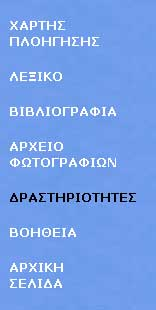 ΧΑΡΤΗΣ
ΠΛΟΗΓΗΣΗΣ
ΛΕΞΙΚΟ
ΒΙΒΛΙΟΓΡΑΦΙΑ
ΑΡΧΕΙΟ
ΦΩΤΟΓΡΑΦΙΩΝ
ΔΡΑΣΤΗΡΙΟΤΗΤΕΣ
ΒΟΗΘΕΙΑ
ΑΡΧΙΚΗ
ΣΕΛΙΔΑ